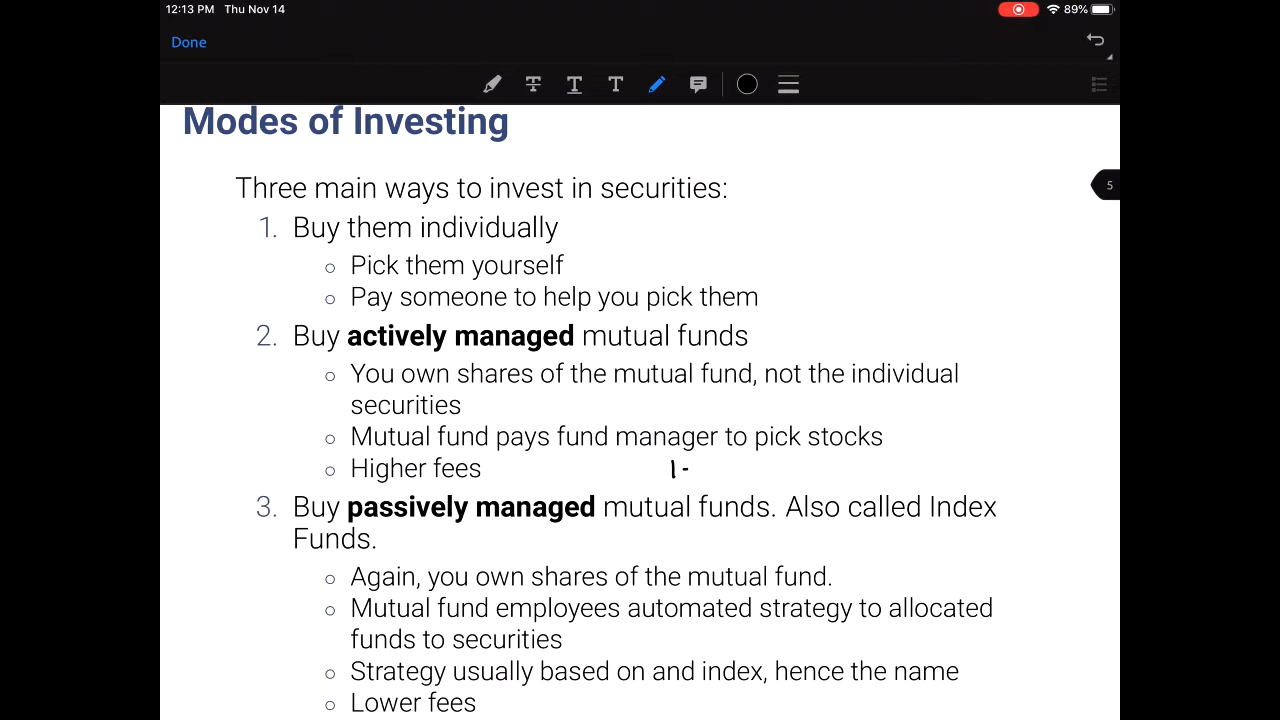 12:13 PM Thu Nov 14
89%
Done
T T T
Modes of Investing
5
Three main ways to invest in securities:
1. Buy them individually
○ Pick them yourself
○ Pay someone to help you pick them
2. Buy actively managed mutual funds
○ You own shares of the mutual fund, not the individual
securities
○ Mutual fund pays fund manager to pick stocks
○ Higher fees 1-
3. Buy passively managed mutual funds. Also called Index
Funds.
○ Again, you own shares of the mutual fund.
○ Mutual fund employees automated strategy to allocated
funds to securities
○ Strategy usually based on and index, hence the name
○ Lower fees